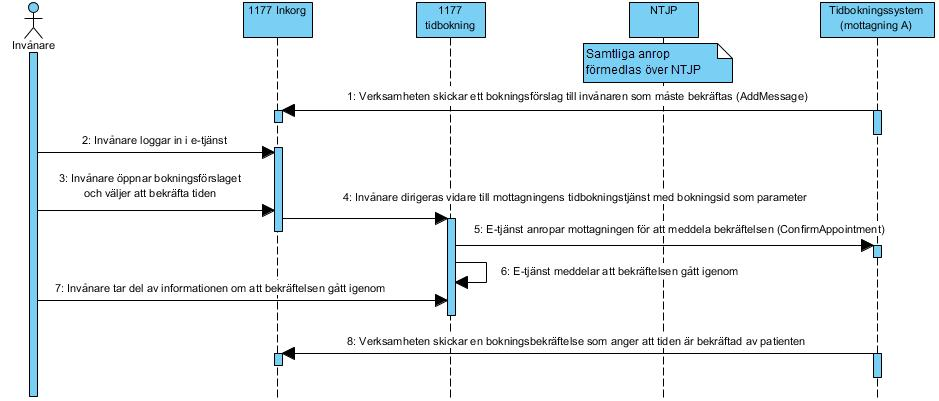 1177 Inkorg
1177
tidbokning
NTJP
Tidbokningssystem
(mottagning A)
Invånare
Samtliga anrop
förmedlas över NTJP
1: Verksamheten skickar ett bokningsförslag till invånaren som måste bekräftas (AddMessage)
2: Invånare loggar in i e-tjänst
3: Invånare öppnar bokningsförslaget
och väljer att bekräfta tiden
4: Invånare dirigeras vidare till mottagningens tidbokningstjänst med bokningsid som parameter
5: E-tjänst anropar mottagningen för att meddela bekräftelsen (ConfirmAppointment)
6: E-tjänst meddelar att bekräftelsen gått igenom
7: Invånare tar del av informationen om att bekräftelsen gått igenom
8: Verksamheten skickar en bokningsbekräftelse som anger att tiden är bekräftad av patienten